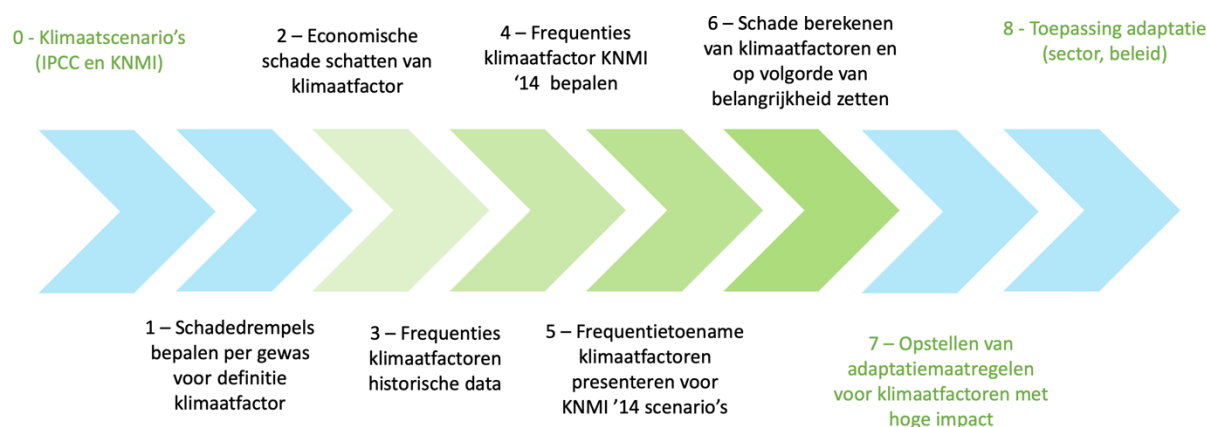 0 - Klimaatscenario's
(IPCC en KNMI)
1 – Schadedrempels
bepalen per gewas
voor definitie
klimaatfactor
2 – Economische
schade schatten van
klimaatfactor
3 – Frequenties
klimaatfactoren
historische data
4 – Frequenties
klimaatfactor KNMI
‘14 bepalen
5 – Frequentietoename
klimaatfactoren
presenteren voor
KNMI ’14 scenario’s
6 – Schade berekenen
van klimaatfactoren en
op volgorde van
belangrijkheid zetten
7 – Opstellen van
adaptatiemaatregelen
voor klimaatfactoren met
hoge impact
8 - Toepassing adaptatie
(sector, beleid)